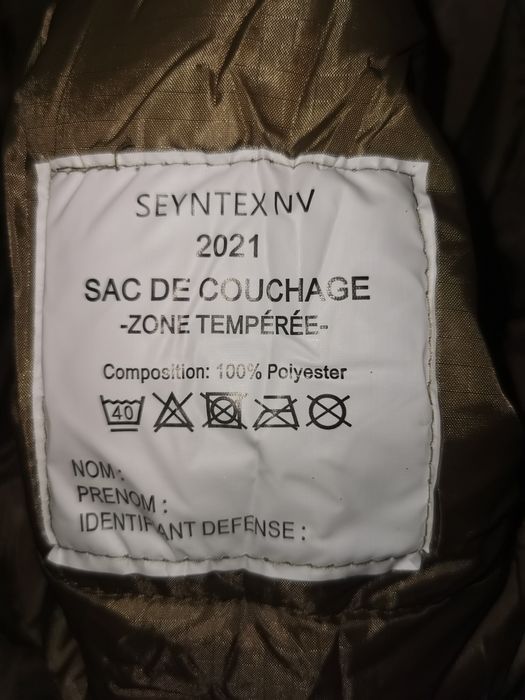 SEYNTEX NV
2021
SAC DE COUCHAGE
-ZONE TEMPÉRÉE-
Composition: 100% Polyester
40
NOM :
PRENOM :
IDENTIFIANT DEFENSE :